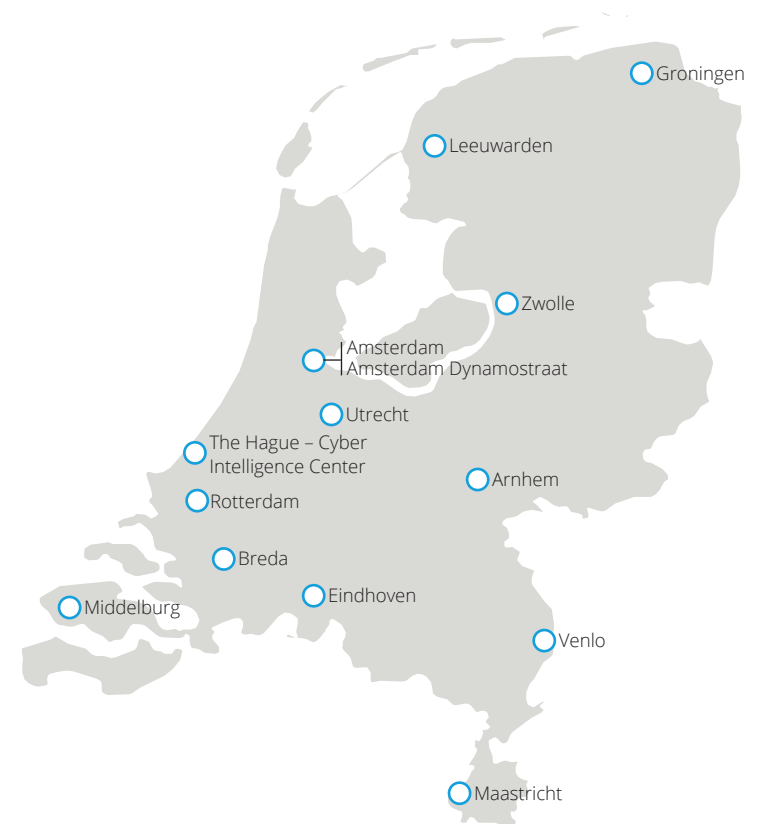 Groningen
Leeuwarden
Zwolle
Amsterdam
Amsterdam Dynamostraat
Utrecht
The Hague – Cyber
Intelligence Center
Arnhem
Rotterdam
Breda
Eindhoven
Middelburg
Venlo
Maastricht